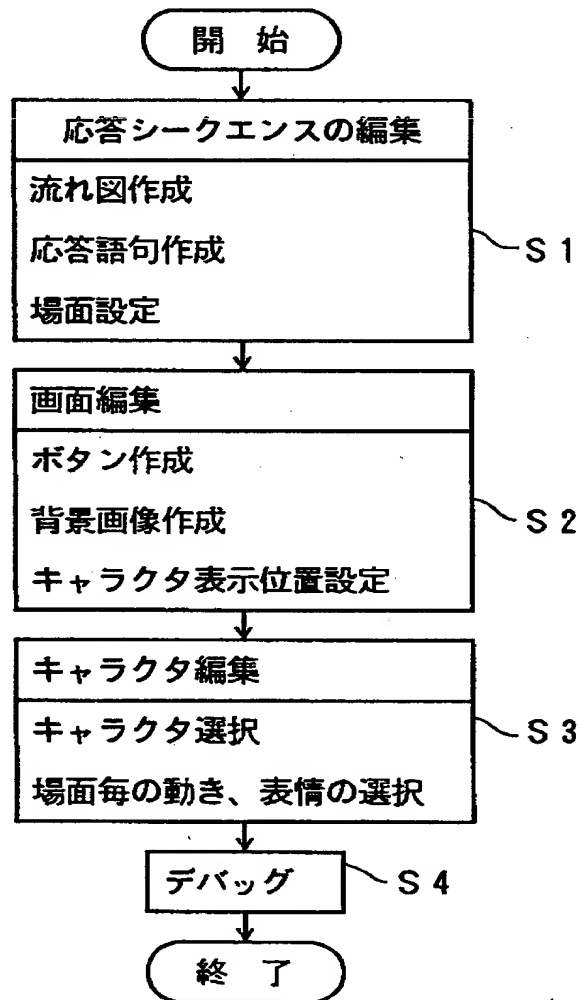 開 始
応答シークエンスの編集
流れ図作成
応答語句作成
場面設定
S1
画面編集
ボタン作成
背景画像作成
キャラクタ表示位置設定
S2
キャラクタ編集
キャラクタ選択
場面毎の動き、表情の選択
S3
デバッグ
S4
終 了